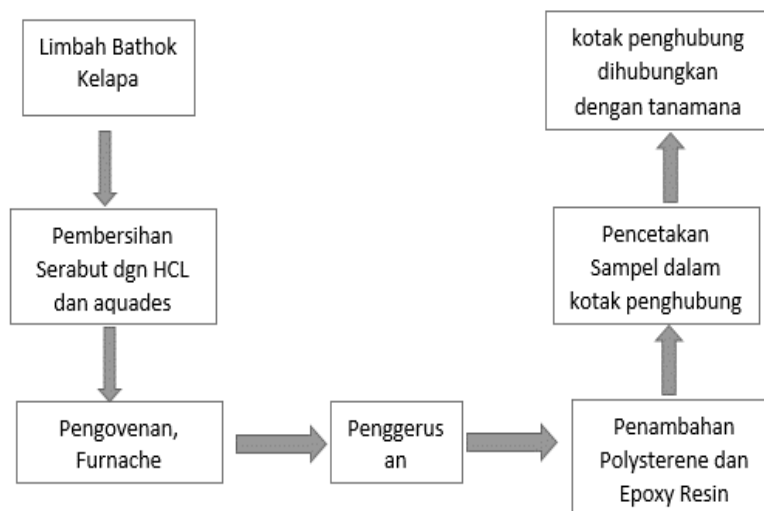 Limbah Bathok
Kelapa
Pembersihan
Serabut dgn HCL
dan aquades
Pengovenan,
Furnache
Penggerus
an
Penambahan
Polysterene dan
Epoxy Resin
Pencetakan
Sampel dalam
kotak penghubung
kotak penghubung
dihubungkan
dengan tanamana